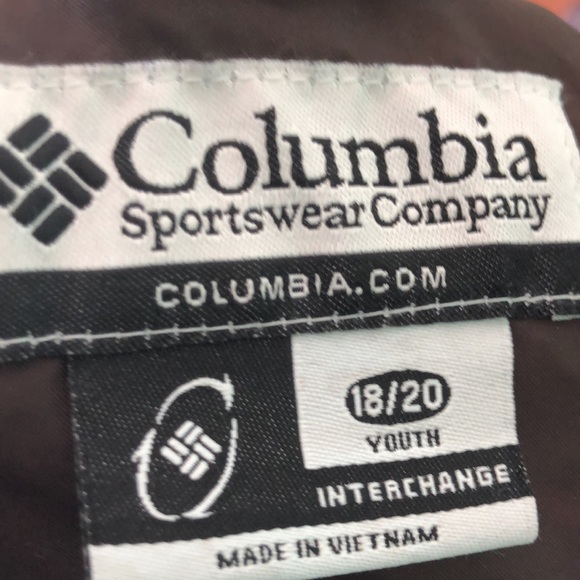 Columbia
Sportswear Company
COLUMBIA.COM
18/20
YOUTH
INTERCHANGE
MADE IN VIETNAM